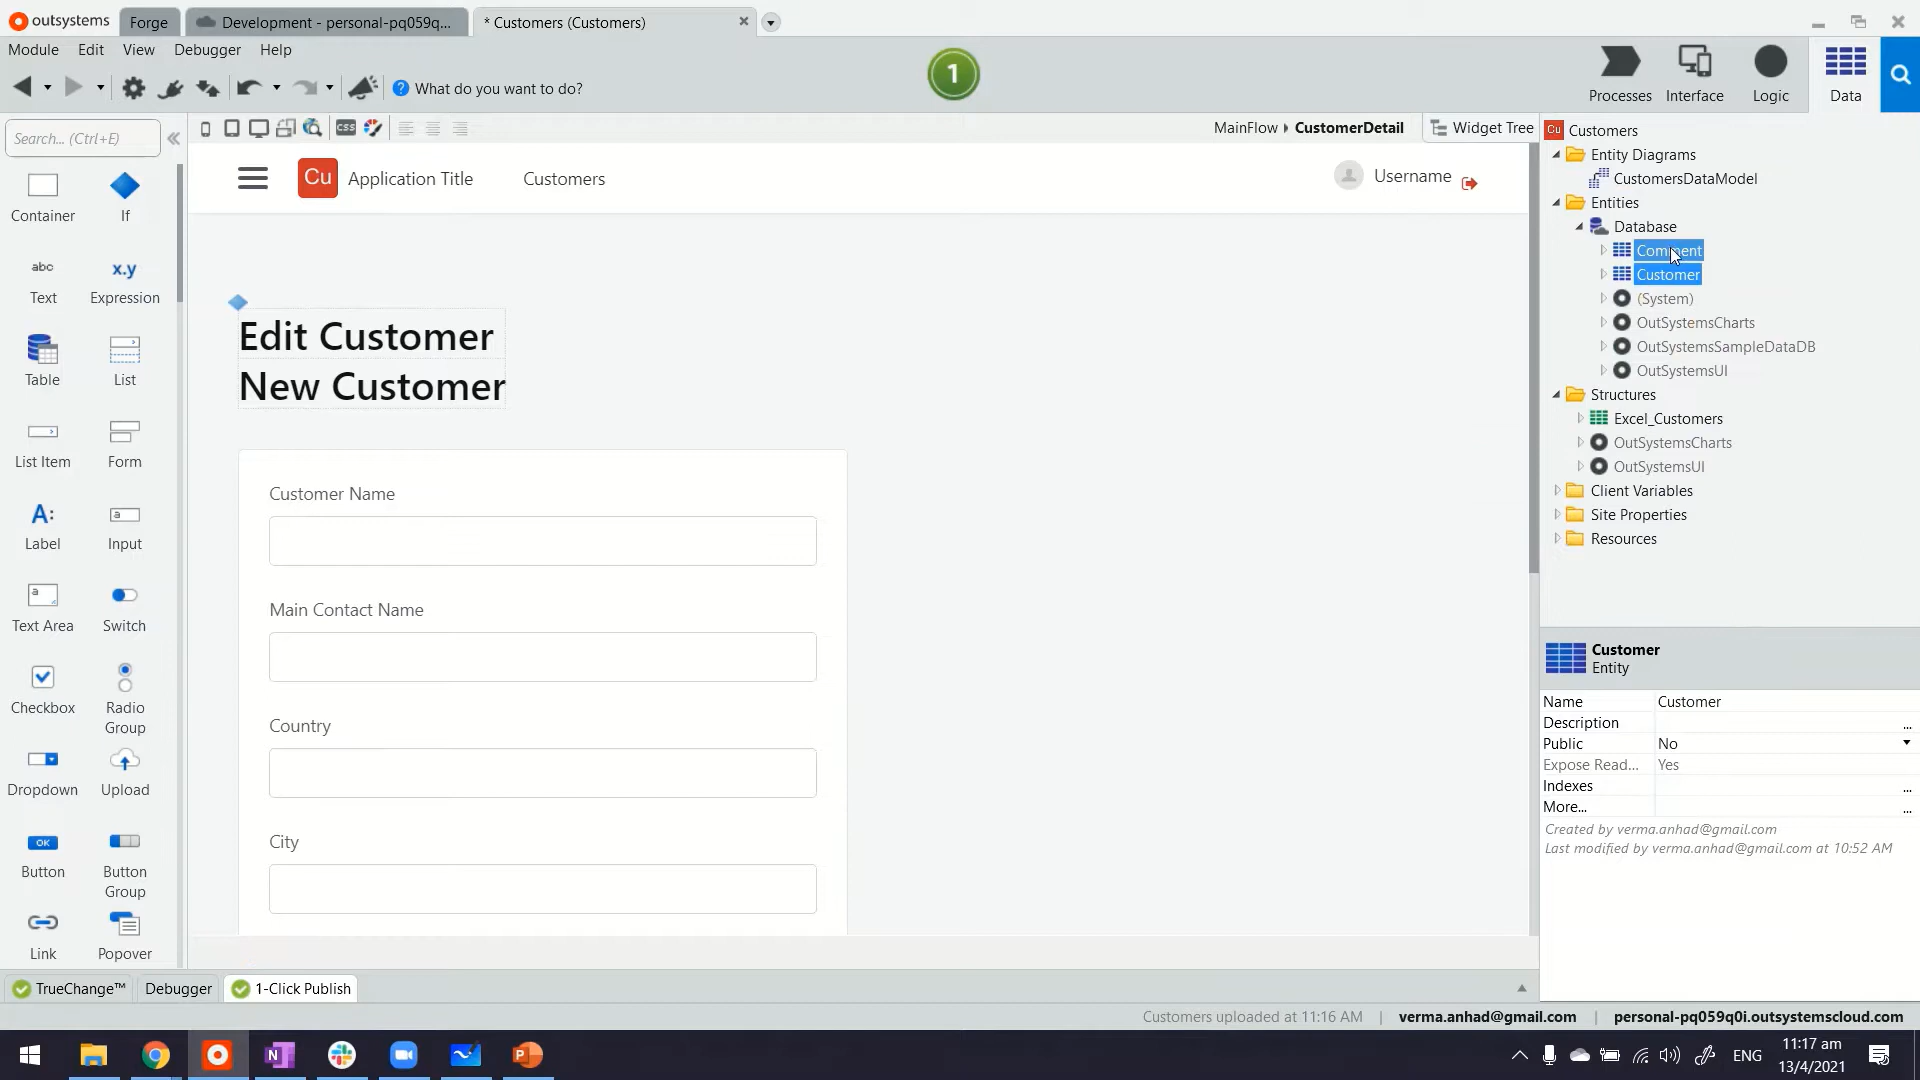 outsystems Forge Development - personal-pq059q... * Customers (Customers)
Module Edit View Debugger Help
1
What do you want to do?
Processes Interface Logic Data
Search... (Ctrl+E)
CSS
MainFlow CustomerDetail Widget Tree
Container If
abc x.y
Text Expression
Table List
List Item Form
A: a
Label Input
a
Text Area Switch
Checkbox Radio Group
Dropdown Upload
OK
Button Button Group
Link Popover
Cu Application Title Customers Username
Edit Customer
New Customer
Customer Name
Main Contact Name
Country
City
Cu Customers
Entity Diagrams
CustomersDataModel
Entities
Database
Comment
Customer
(System)
OutSystemsCharts
OutSystemsSampleDataDB
OutSystemsUI
Structures
Excel_Customers
OutSystemsCharts
OutSystemsUI
Client Variables
Site Properties
Resources
Customer
Entity
Name Customer
Description ...
Public No
Expose Read... Yes
Indexes ...
More... ...
Created by verma.anhad@gmail.com
Last modified by verma.anhad@gmail.com at 10:52 AM
TrueChange™ Debugger 1-Click Publish
Customers uploaded at 11:16 AM | verma.anhad@gmail.com | personal-pq059q0i.outsystemscloud.com
N P ENG 11:17 am
13/4/2021